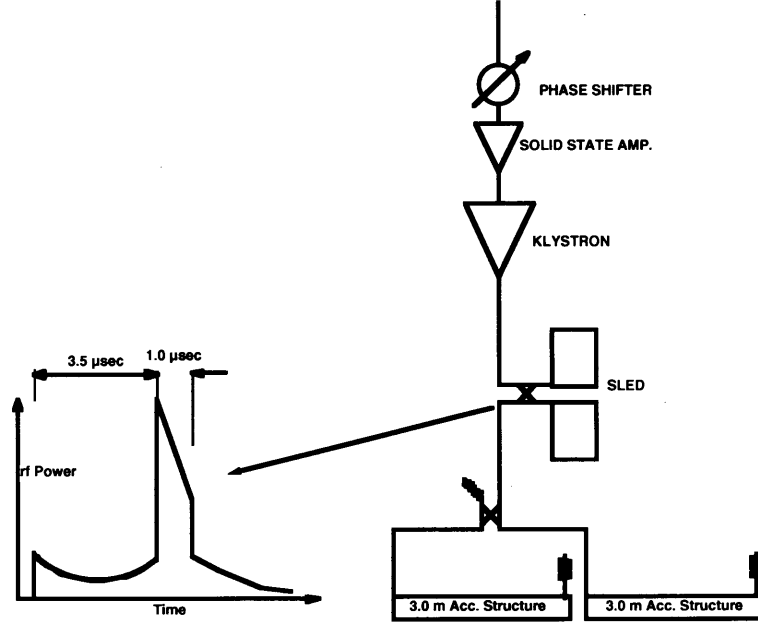 PHASE SHIFTER
SOLID STATE AMP.
KLYSTRON
3.5 µsec
1.0 µsec
SLED
rf Power
3.0 m Acc. Structure
3.0 m Acc. Structure
Time